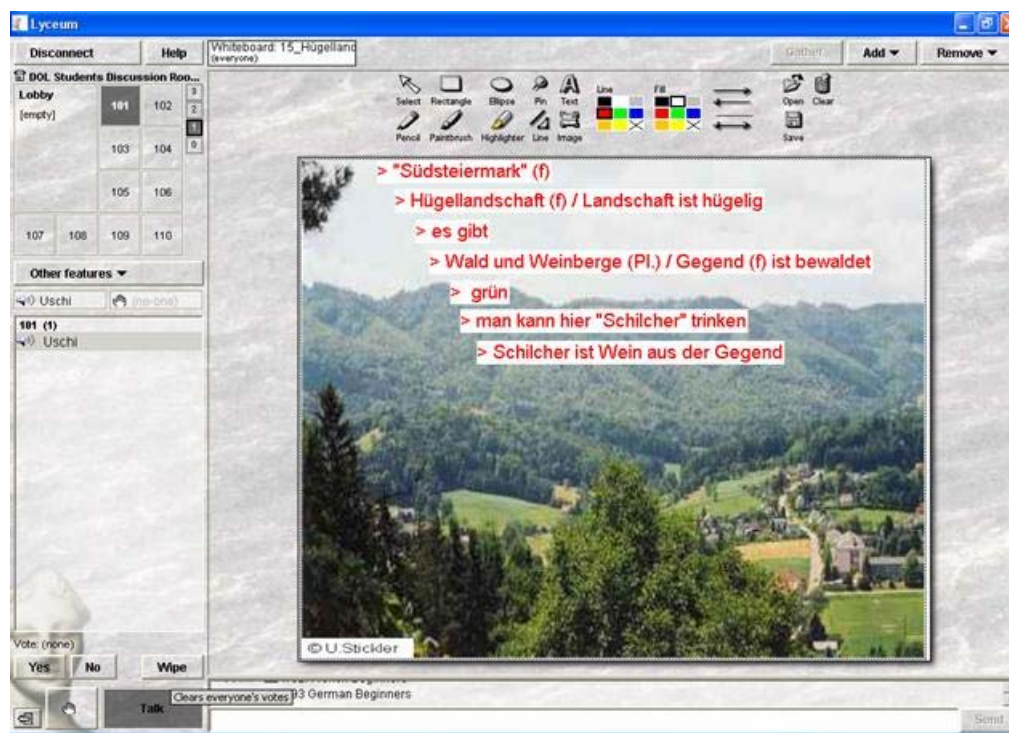 Lyceum
Disconnect Help
Whiteboard: 15_Hügelland
(everyone)
Gather Add Remove
DOL Students Discussion Roo...
Lobby
[empty]
101 102
3
2
1
0
103 104
105 106
107 108 109 110
Other features
Uschi (no-one)
101 (1)
Uschi
Select Rectangle Ellipse Pin Text
Pencil Paintbrush Highlighter Line Image
Line Fill
Open Clear
Save
> "Südsteiermark" (f)
> Hügellandschaft (f) / Landschaft ist hügelig
> es gibt
> Wald und Weinberge (Pl.) / Gegend (f) ist bewaldet
> grün
> man kann hier "Schilcher" trinken
> Schilcher ist Wein aus der Gegend
© U.Stickler
Vote: (none)
Yes No Wipe
Clears everyone's votes
93 German Beginners
Talk
Send